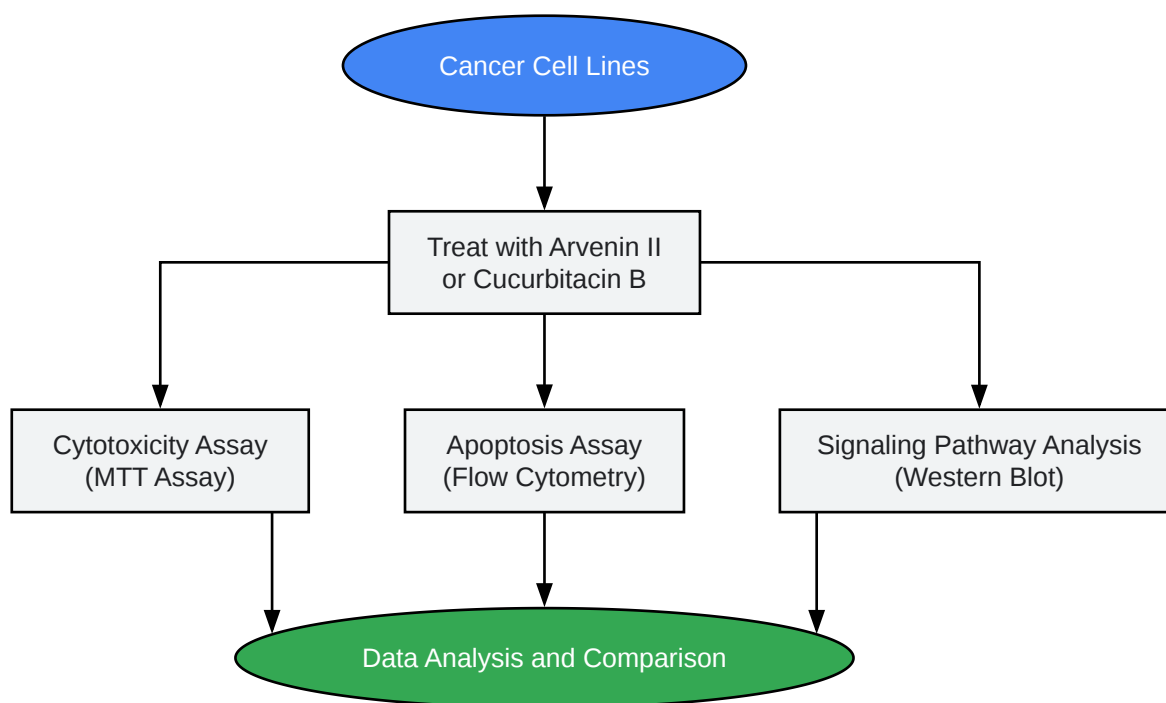 Cancer Cell Lines
Treat with Arvenin II
or Cucurbitacin B
Cytotoxicity Assay
(MTT Assay)
Apoptosis Assay
(Flow Cytometry)
Signaling Pathway Analysis
(Western Blot)
Data Analysis and Comparison